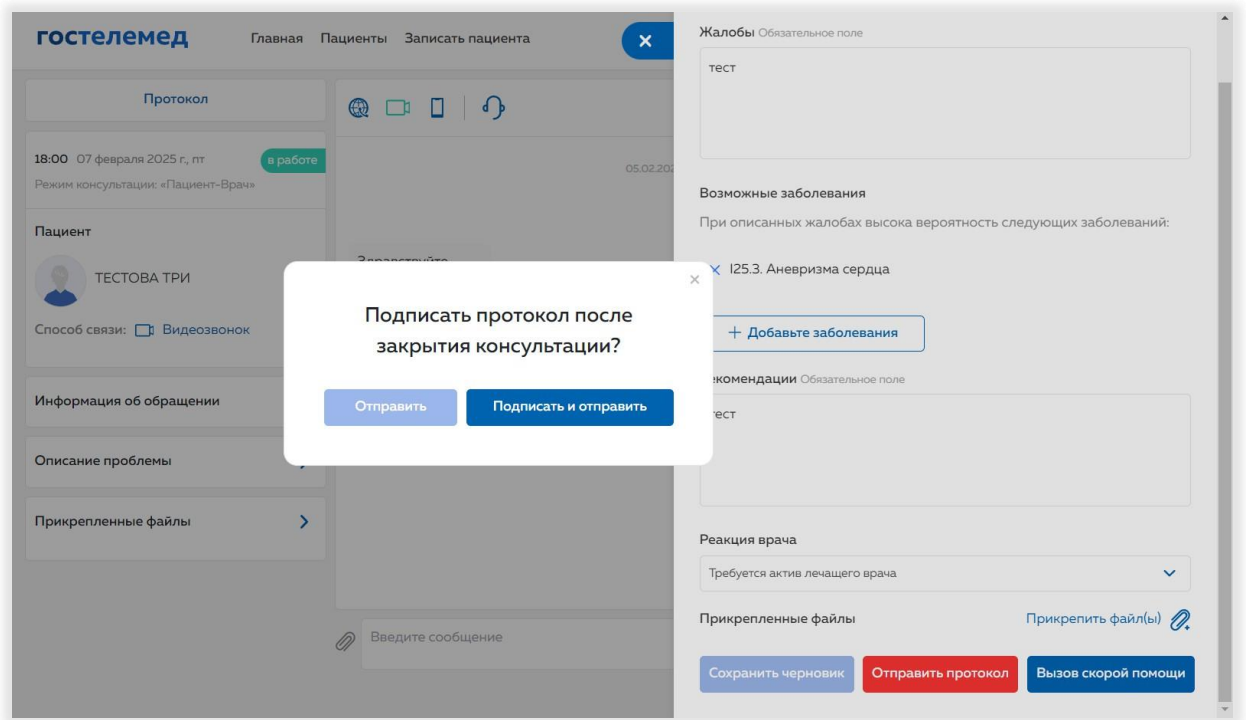 гостелемед
Главная Пациенты Записать пациента
Протокол
18:00 07 февраля 2025 г., пт
в работе
Режим консультации: «Пациент-Врач»
Пациент
ТЕСТОВА ТРИ
Способ связи: Видеозвонок
Информация об обращении
Описание проблемы
Прикрепленные файлы
05.02.202
Введите сообщение
Подписать протокол после
закрытия консультации?
Отправить
Подписать и отправить
Жалобы Обязательное поле
тест
Возможные заболевания
При описанных жалобах высока вероятность следующих заболеваний:
I25.3. Аневризма сердца
+ Добавьте заболевания
екомендации Обязательное поле
тест
Реакция врача
Требуется актив лечащего врача
Прикрепленные файлы
Прикрепить файл(ы)
Сохранить черновик
Отправить протокол
Вызов скорой помощи